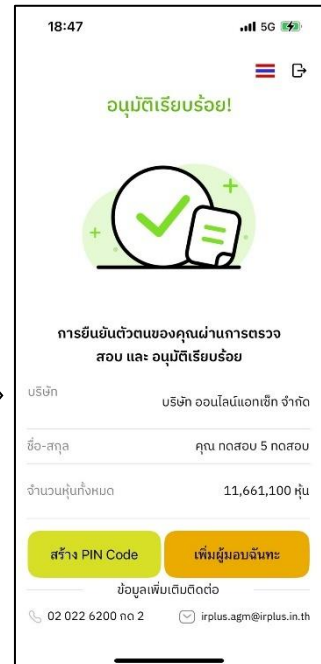 18:47 5G
อนุมัติเรียบร้อย!
การยืนยันตัวตนของคุณผ่านการตรวจ
สอบ และ อนุมัติเรียบร้อย
บริษัท
บริษัท ออนไลน์แอทเซ็ท จำกัด
ชื่อ-สกุล คุณ ทดสอบ 5 ทดสอบ
จำนวนหุ้นทั้งหมด 11,661,100 หุ้น
สร้าง PIN Code เพิ่มผู้มอบฉันทะ
ข้อมูลเพิ่มเติมติดต่อ
02 022 6200 กด 2 irplus.agm@irplus.in.th